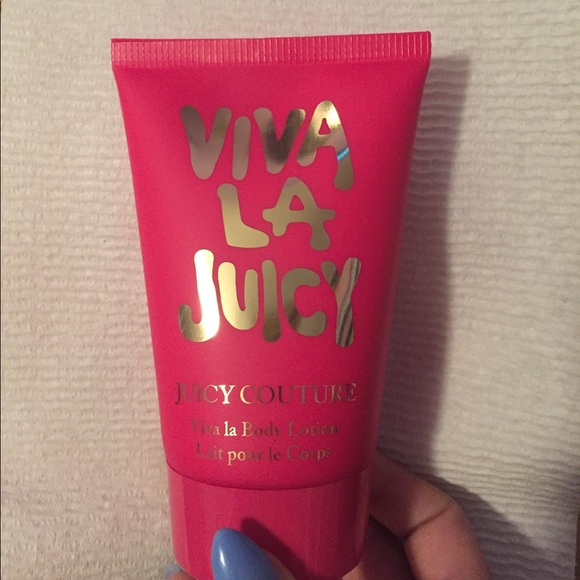 VIVA
LA
JUICY
JUICY COUTURE
Viva la Body Lotion
Lait pour le Corps